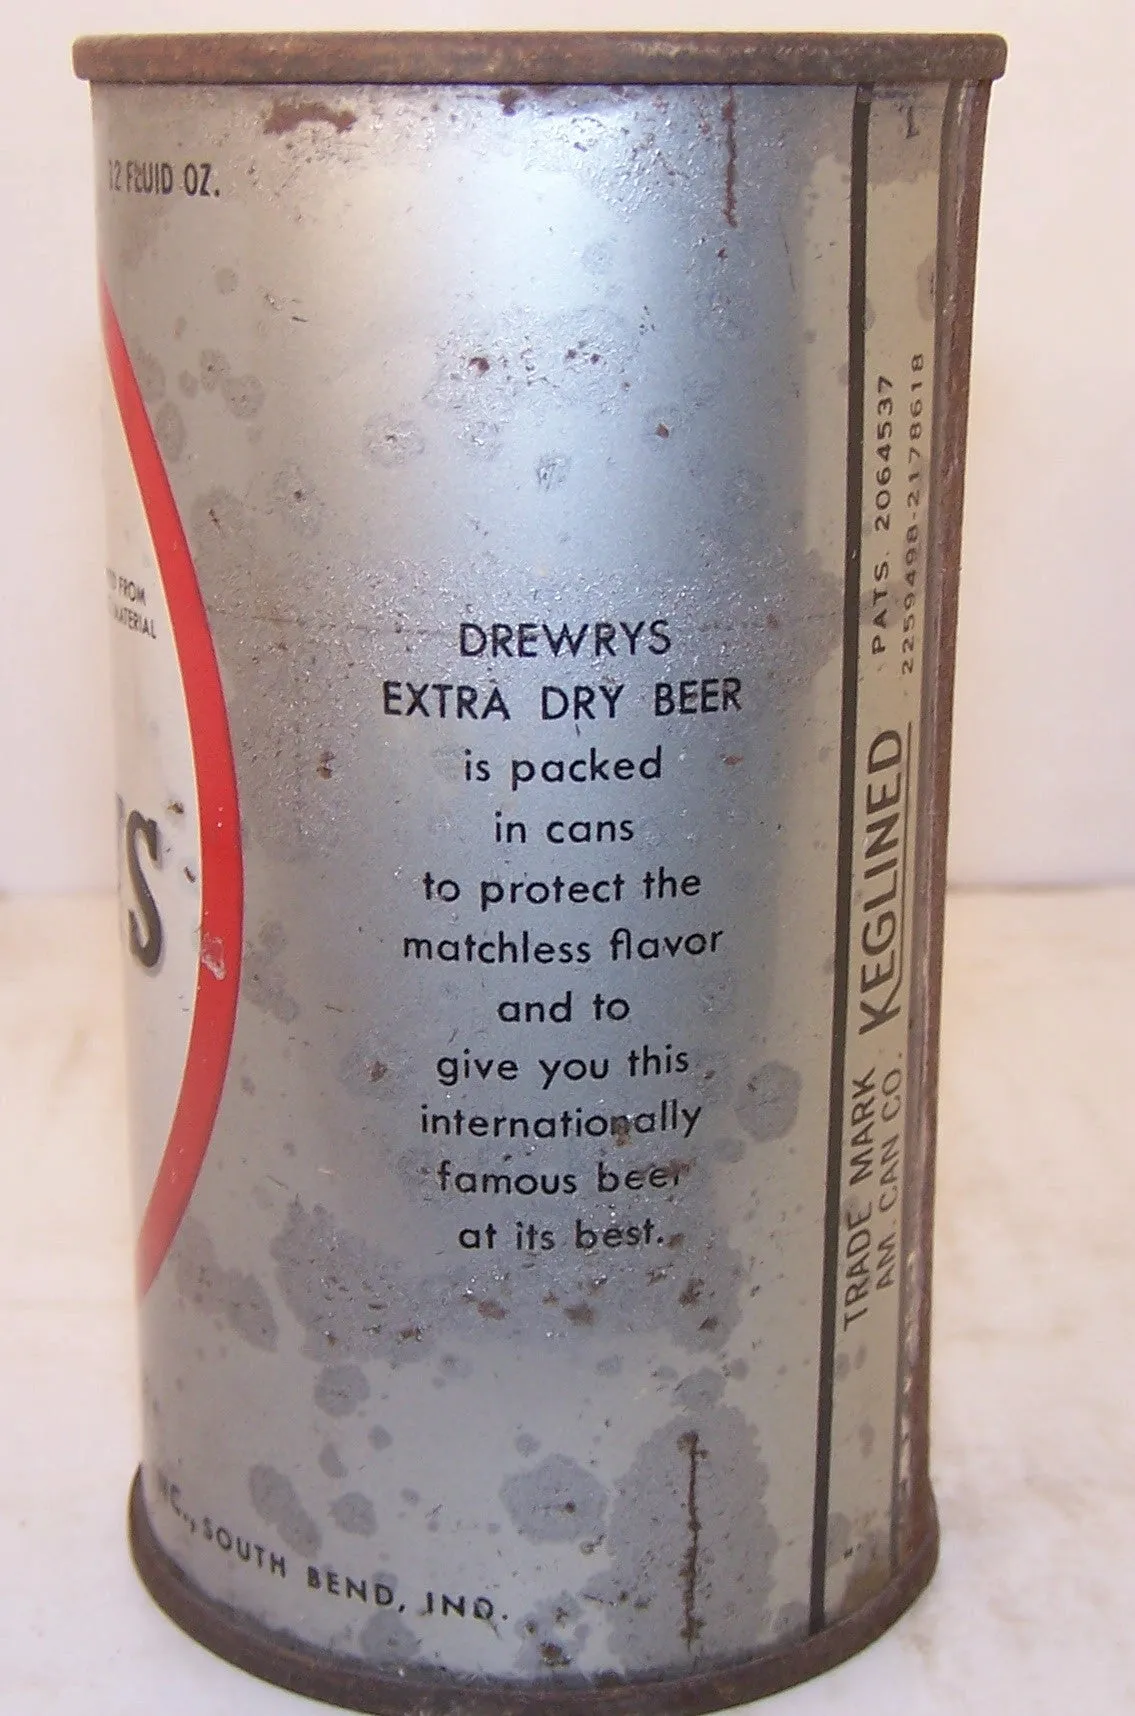 12 FLUID OZ.
FROM
MATERIAL
S
DREWRYS
EXTRA DRY BEER
is packed
in cans
to protect the
matchless flavor
and to
give you this
internationally
famous beer
at its best.
SOUTH BEND, IND.
TRADE MARK KEGLINED PATS. 2064537
AM. CAN CO. 2259498-2178618